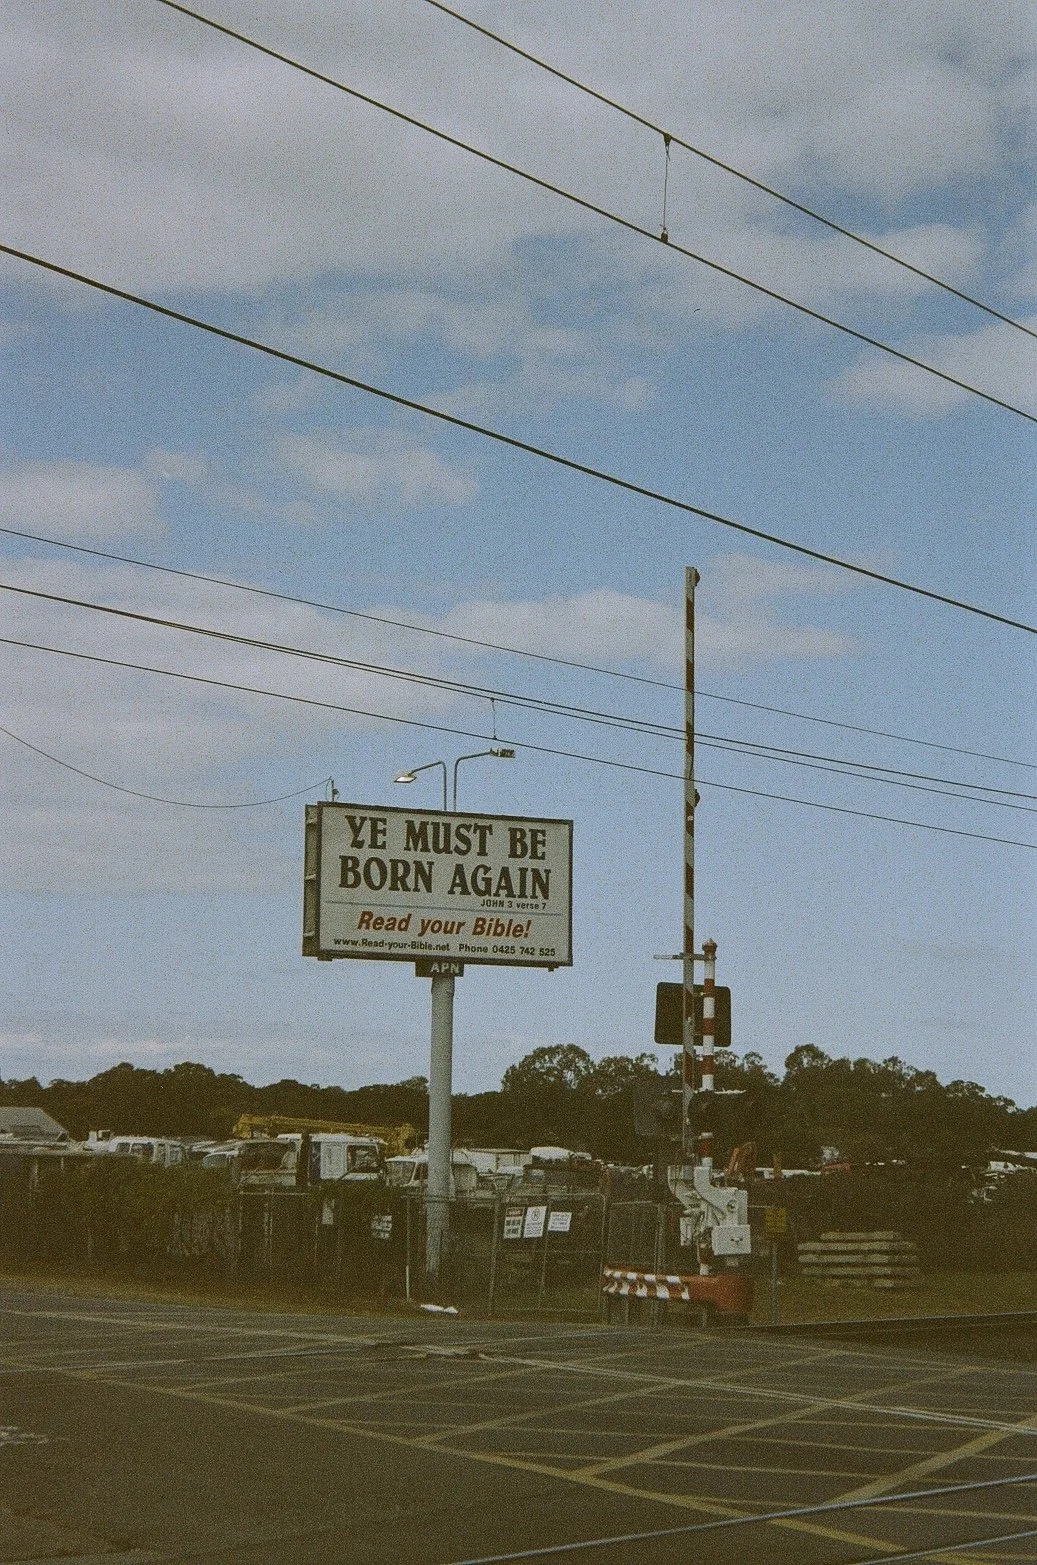 YE MUST BE
BORN AGAIN
JOHN 3 verse 7
Read your Bible!
www.Read-your-Bible.net Phone 0425 742 525
APN